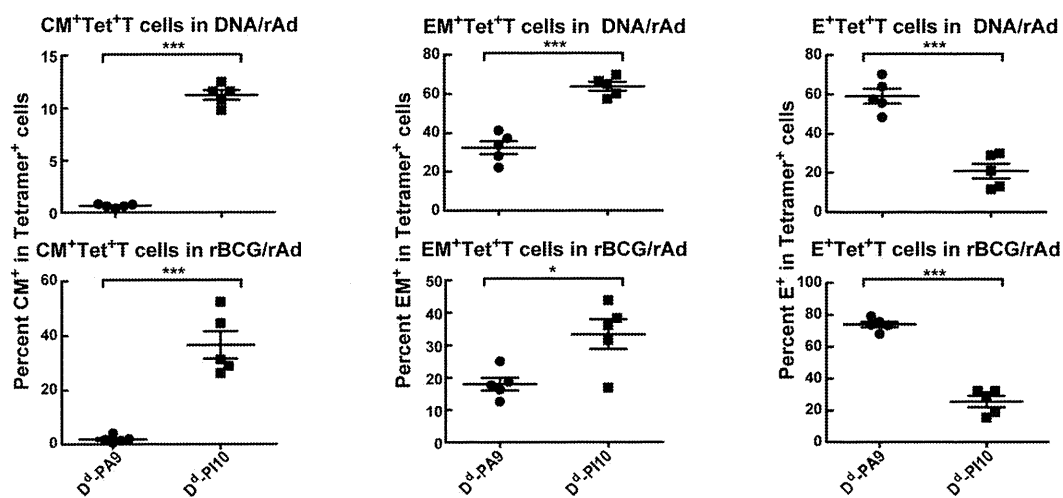 CM+Tet+T cells in DNA/rAd
***
15
10
5
0
EM+Tet+T cells in DNA/rAd
***
80
60
40
20
0
E+Tet+T cells in DNA/rAd
***
80
60
40
20
0
Percent CM+ in Tetramer+ cells
Percent EM+ in Tetramer+ cells
Percent E+ in Tetramer+ cells
CM+Tet+T cells in rBCG/rAd
***
60
40
20
0
Dd-PA9
Dd-PI10
EM+Tet+T cells in rBCG/rAd
*
50
40
30
20
10
0
Dd-PA9
Dd-PI10
E+Tet+T cells in rBCG/rAd
***
100
80
60
40
20
0
Dd-PA9
Dd-PI10